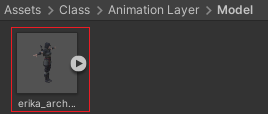 Assets > Class > Animation Layer > Model
erika_arch...